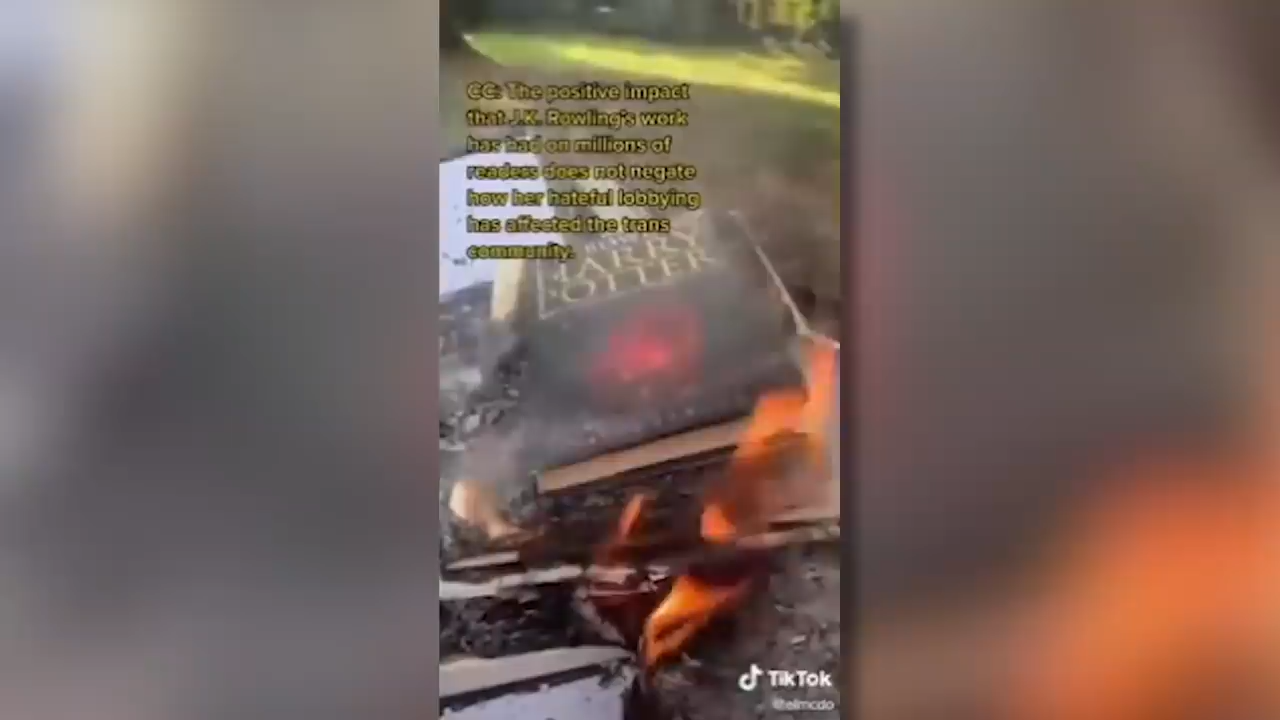 CC: The positive impact
that J.K. Rowling's work
has had on millions of
readers does not negate
how her hateful lobbying
has affected the trans
community.
HARRY
POTTER
TikTok